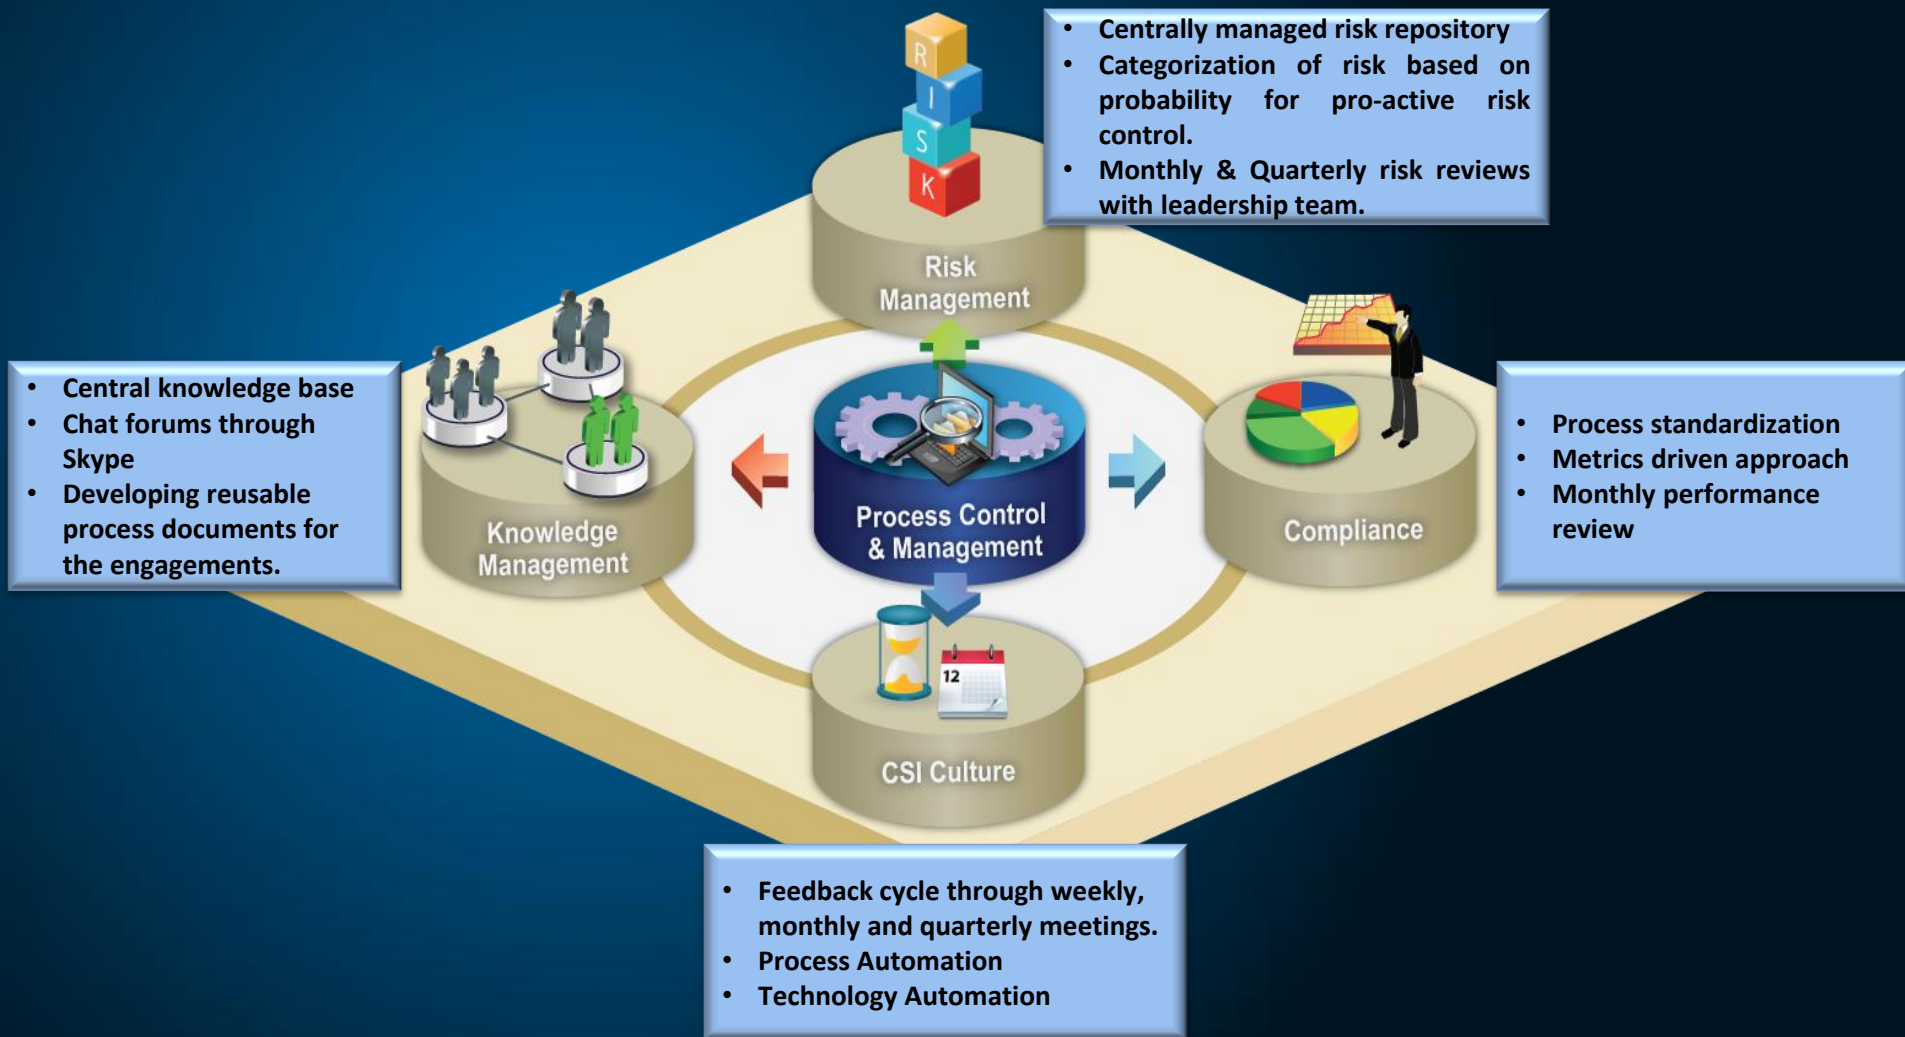 R
I
S
K
• Centrally managed risk repository
• Categorization of risk based on
probability for pro-active risk
control.
• Monthly & Quarterly risk reviews
with leadership team.
Risk
Management
• Central knowledge base
• Chat forums through
Skype
• Developing reusable
process documents for
the engagements.
Knowledge
Management
Process Control
& Management
Compliance
• Process standardization
• Metrics driven approach
• Monthly performance
review
12
CSI Culture
• Feedback cycle through weekly,
monthly and quarterly meetings.
• Process Automation
• Technology Automation